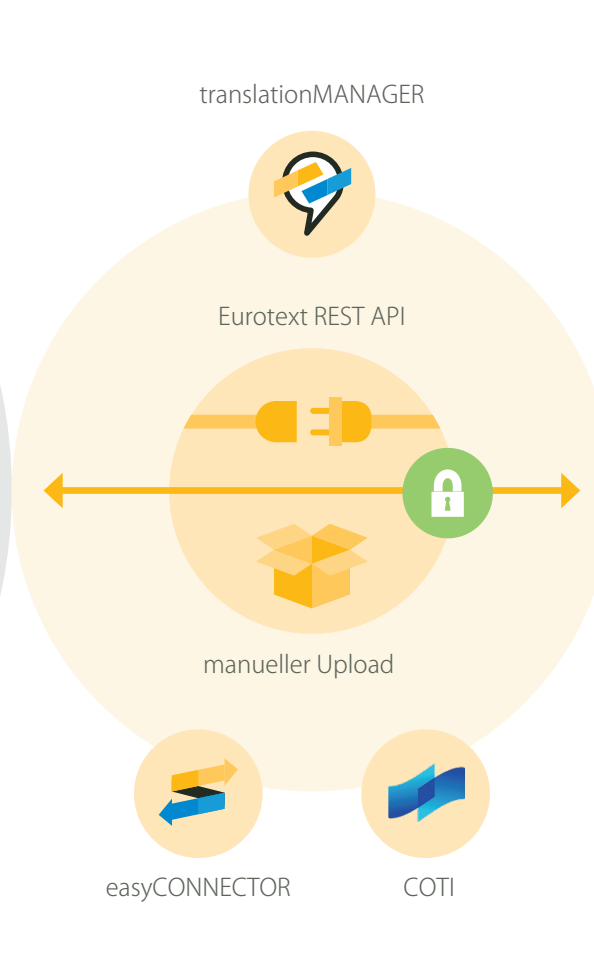 translationMANAGER
Eurotext REST API
manueller Upload
easyCONNECTOR
COTI